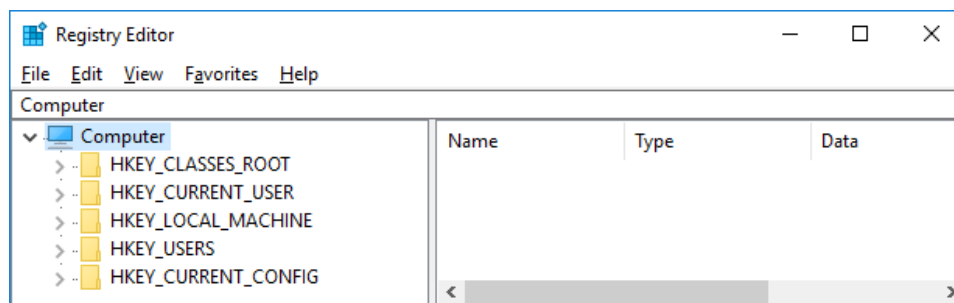 Registry Editor
File Edit View Favorites Help
Computer
Computer
HKEY_CLASSES_ROOT
HKEY_CURRENT_USER
HKEY_LOCAL_MACHINE
HKEY_USERS
HKEY_CURRENT_CONFIG
Name Type Data